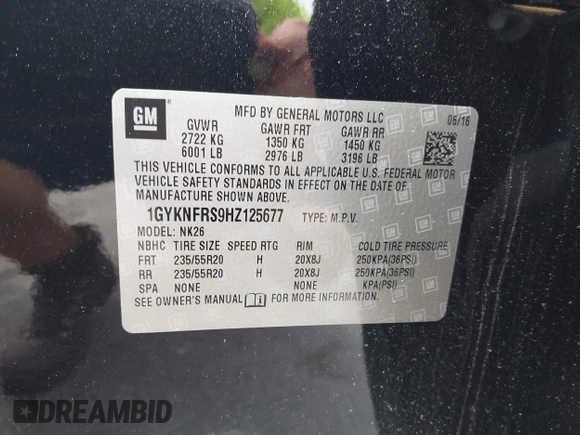 GM
MFD BY GENERAL MOTORS LLC
06/16
GVWR GAWR FRT GAWR RR
2722 KG 1350 KG 1450 KG
6001 LB 2976 LB 3196 LB
THIS VEHICLE CONFORMS TO ALL APPLICABLE U.S. FEDERAL MOTOR
VEHICLE SAFETY STANDARDS IN EFFECT ON THE DATE OF
MANUFACTURE SHOWN ABOVE.
1GYKNFRS9HZ125677 TYPE: M.P.V.
MODEL: NK26
NBHC TIRE SIZE SPEED RTG RIM COLD TIRE PRESSURE
FRT 235/55R20 H 20X8J 250KPA(36PSI)
RR 235/55R20 H 20X8J 250KPA(36PSI)
SPA NONE NONE KPA(PSI)
SEE OWNER'S MANUAL FOR MORE INFORMATION.
DREAMBID